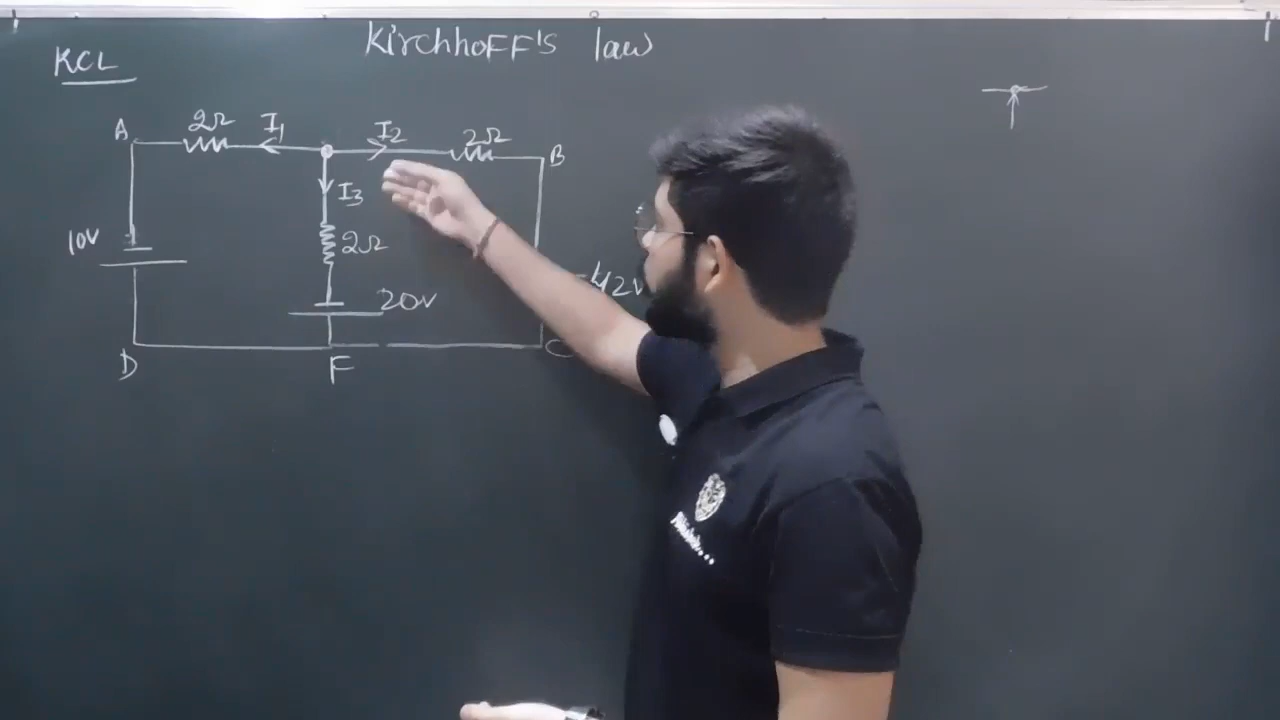 Kirchhoff's law
KCL
A 2Ω I1 I2 2Ω B
I3
10V 2Ω
20V
D F C